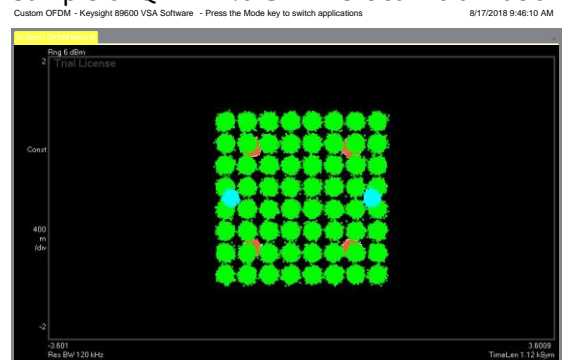 Custom OFDM - Keysight 89600 VSA Software - Press the Mode key to switch applications 8/17/2018 9:46:10 AM
Rng 6 dBm
2 Trial License
Const
400
m
/div
-2
-3.601 3.6009
Res BW 120 kHz TimeLen 1.12 kSym